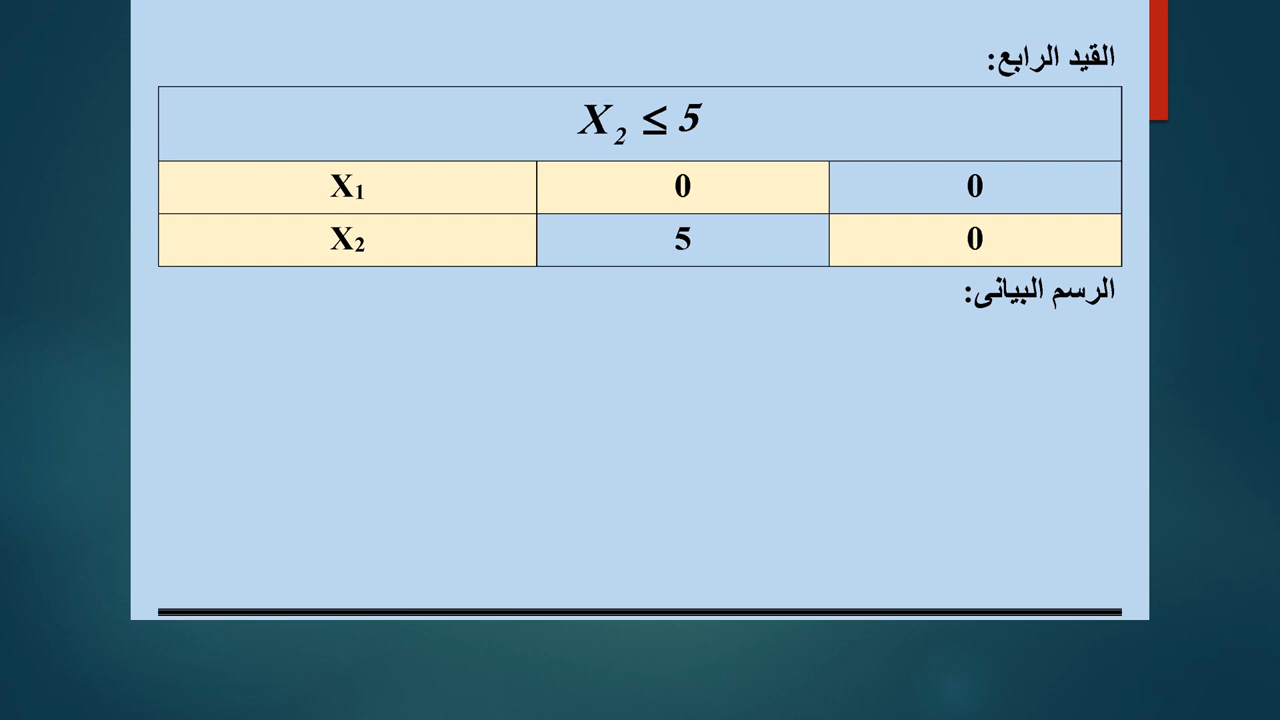 القيد الرابع:
X₂ ≤ 5
X₁ 0 0
X₂ 5 0
الرسم البيانى: